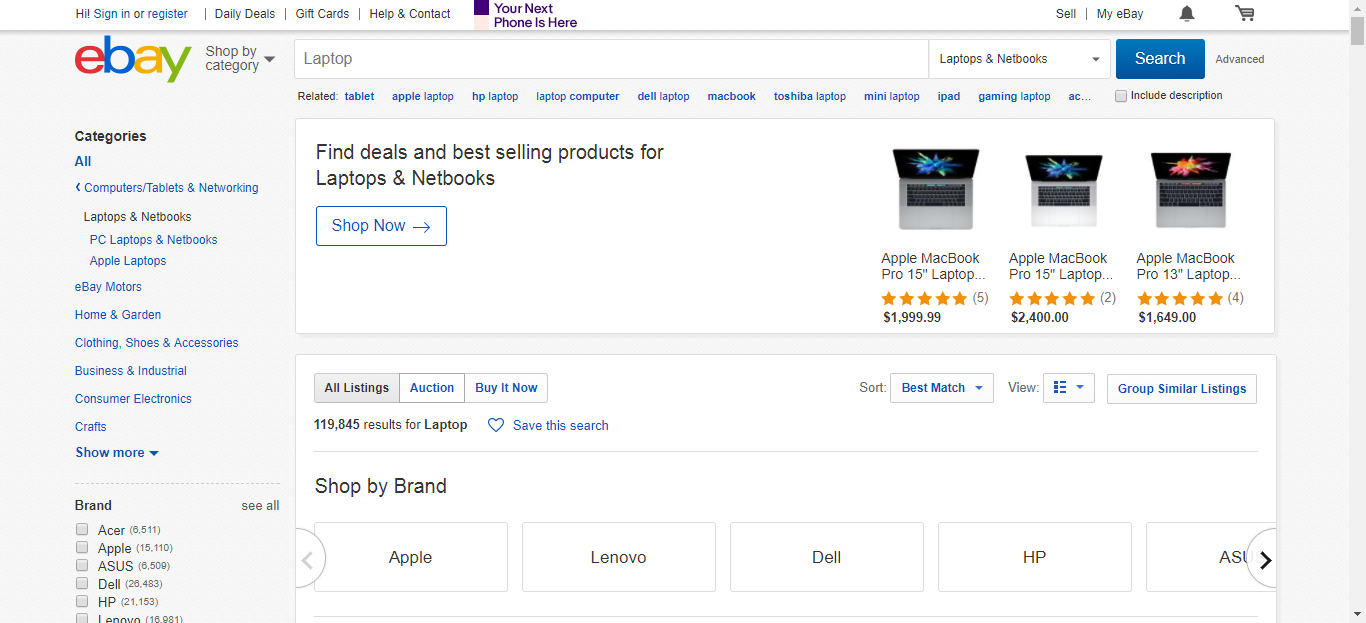 Hi! Sign in or register
Daily Deals
Gift Cards
Help & Contact
Your Next
Phone Is Here
Sell
My eBay
ebay
Shop by
category
Laptop
Laptops & Netbooks
Search
Advanced
Related: tablet apple laptop hp laptop laptop computer dell laptop macbook toshiba laptop mini laptop ipad gaming laptop ac...
Include description
Categories
All
Computers/Tablets & Networking
Laptops & Netbooks
PC Laptops & Netbooks
Apple Laptops
eBay Motors
Home & Garden
Clothing, Shoes & Accessories
Business & Industrial
Consumer Electronics
Crafts
Show more
Brand see all
Acer (6,511)
Apple (15,110)
ASUS (6,509)
Dell (26,483)
HP (21,153)
Lenovo (16,981)
Find deals and best selling products for
Laptops & Netbooks
Shop Now
Apple MacBook
Pro 15" Laptop...
(5)
$1,999.99
Apple MacBook
Pro 15" Laptop...
(2)
$2,400.00
Apple MacBook
Pro 13" Laptop...
(4)
$1,649.00
All Listings
Auction
Buy It Now
Sort: Best Match
View:
Group Similar Listings
119,845 results for Laptop
Save this search
Shop by Brand
Apple
Lenovo
Dell
HP
ASUS